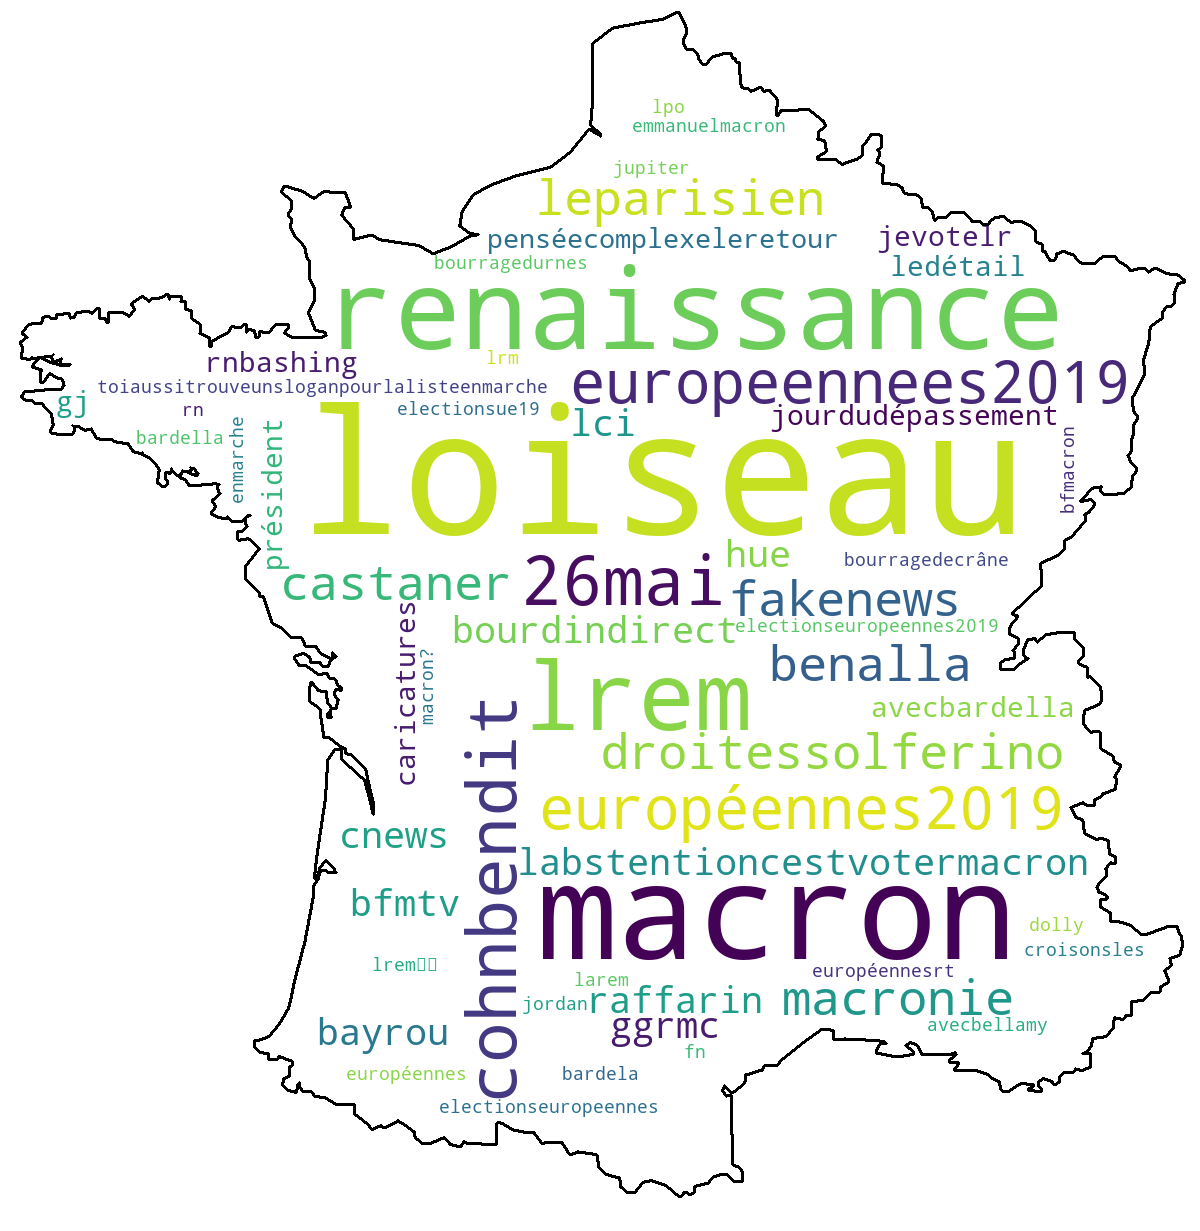 lpo
emmanuelmacron
jupiter
leparisien
penséecomplexeleretour
jevotelr
bourragedurnes
ledétail
renaissance
rnbashing
lrm
europeennees2019
toiaussitrouveunsloganpourlalisteenmarche
gj
rn
electionsue19
lci
jourdudépassement
bardella
enmarche
président
loiseau
bfmacron
castaner
26mai
hue
bourragedecrâne
fakenews
caricatures
macron?
bourdindirect
electionseuropeennes2019
lrem
benalla
avecbardella
cohnbendit
droitessolferino
européennes2019
cnews
labstentioncestvotermacron
bfmtv
macron
dolly
croisonsles
lrem
larem
européennesrt
jordan
raffarin
macronie
bayrou
ggrmc
avecbellamy
fn
européennes
bardela
electionseuropeennes